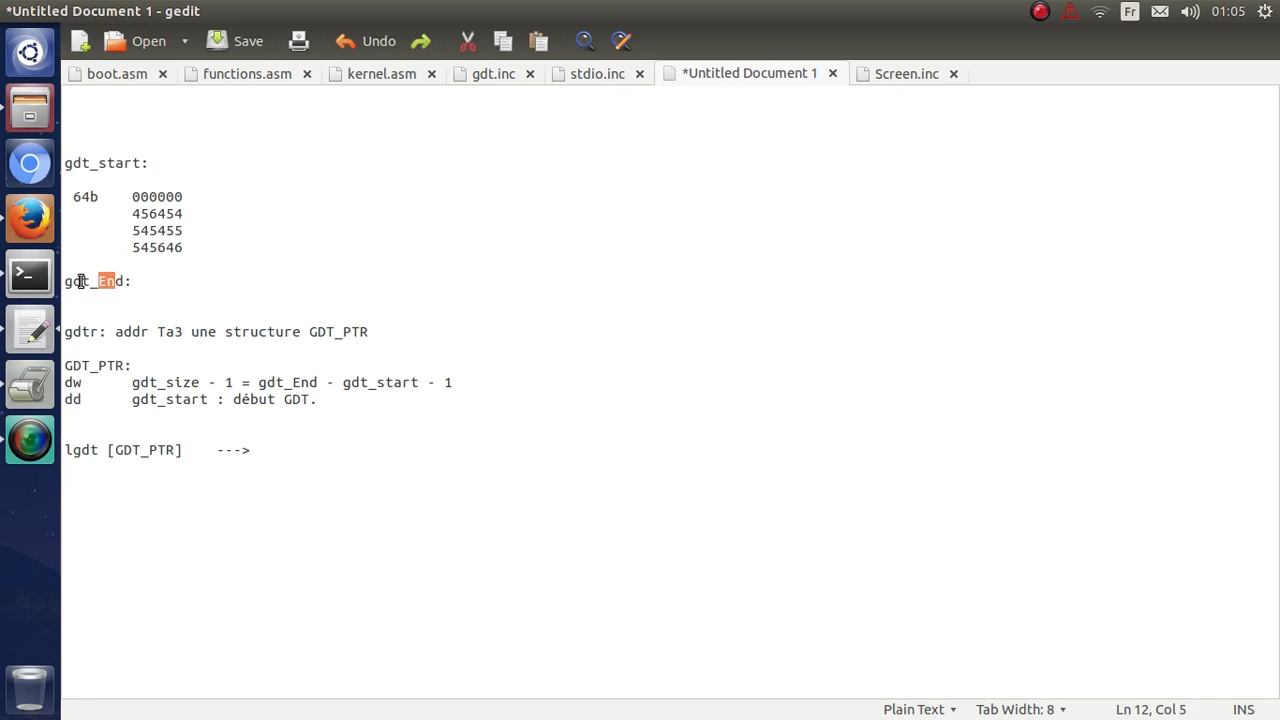 *Untitled Document 1 - gedit
Fr
01:05
Open
Save
Undo
boot.asm
functions.asm
kernel.asm
gdt.inc
stdio.inc
*Untitled Document 1
Screen.inc
gdt_start:
64b 000000
456454
545455
545646
gdt_End:
gdtr: addr Ta3 une structure GDT_PTR
GDT_PTR:
dw gdt_size - 1 = gdt_End - gdt_start - 1
dd gdt_start : début GDT.
lgdt [GDT_PTR] --->
Plain Text
Tab Width: 8
Ln 12, Col 5
INS